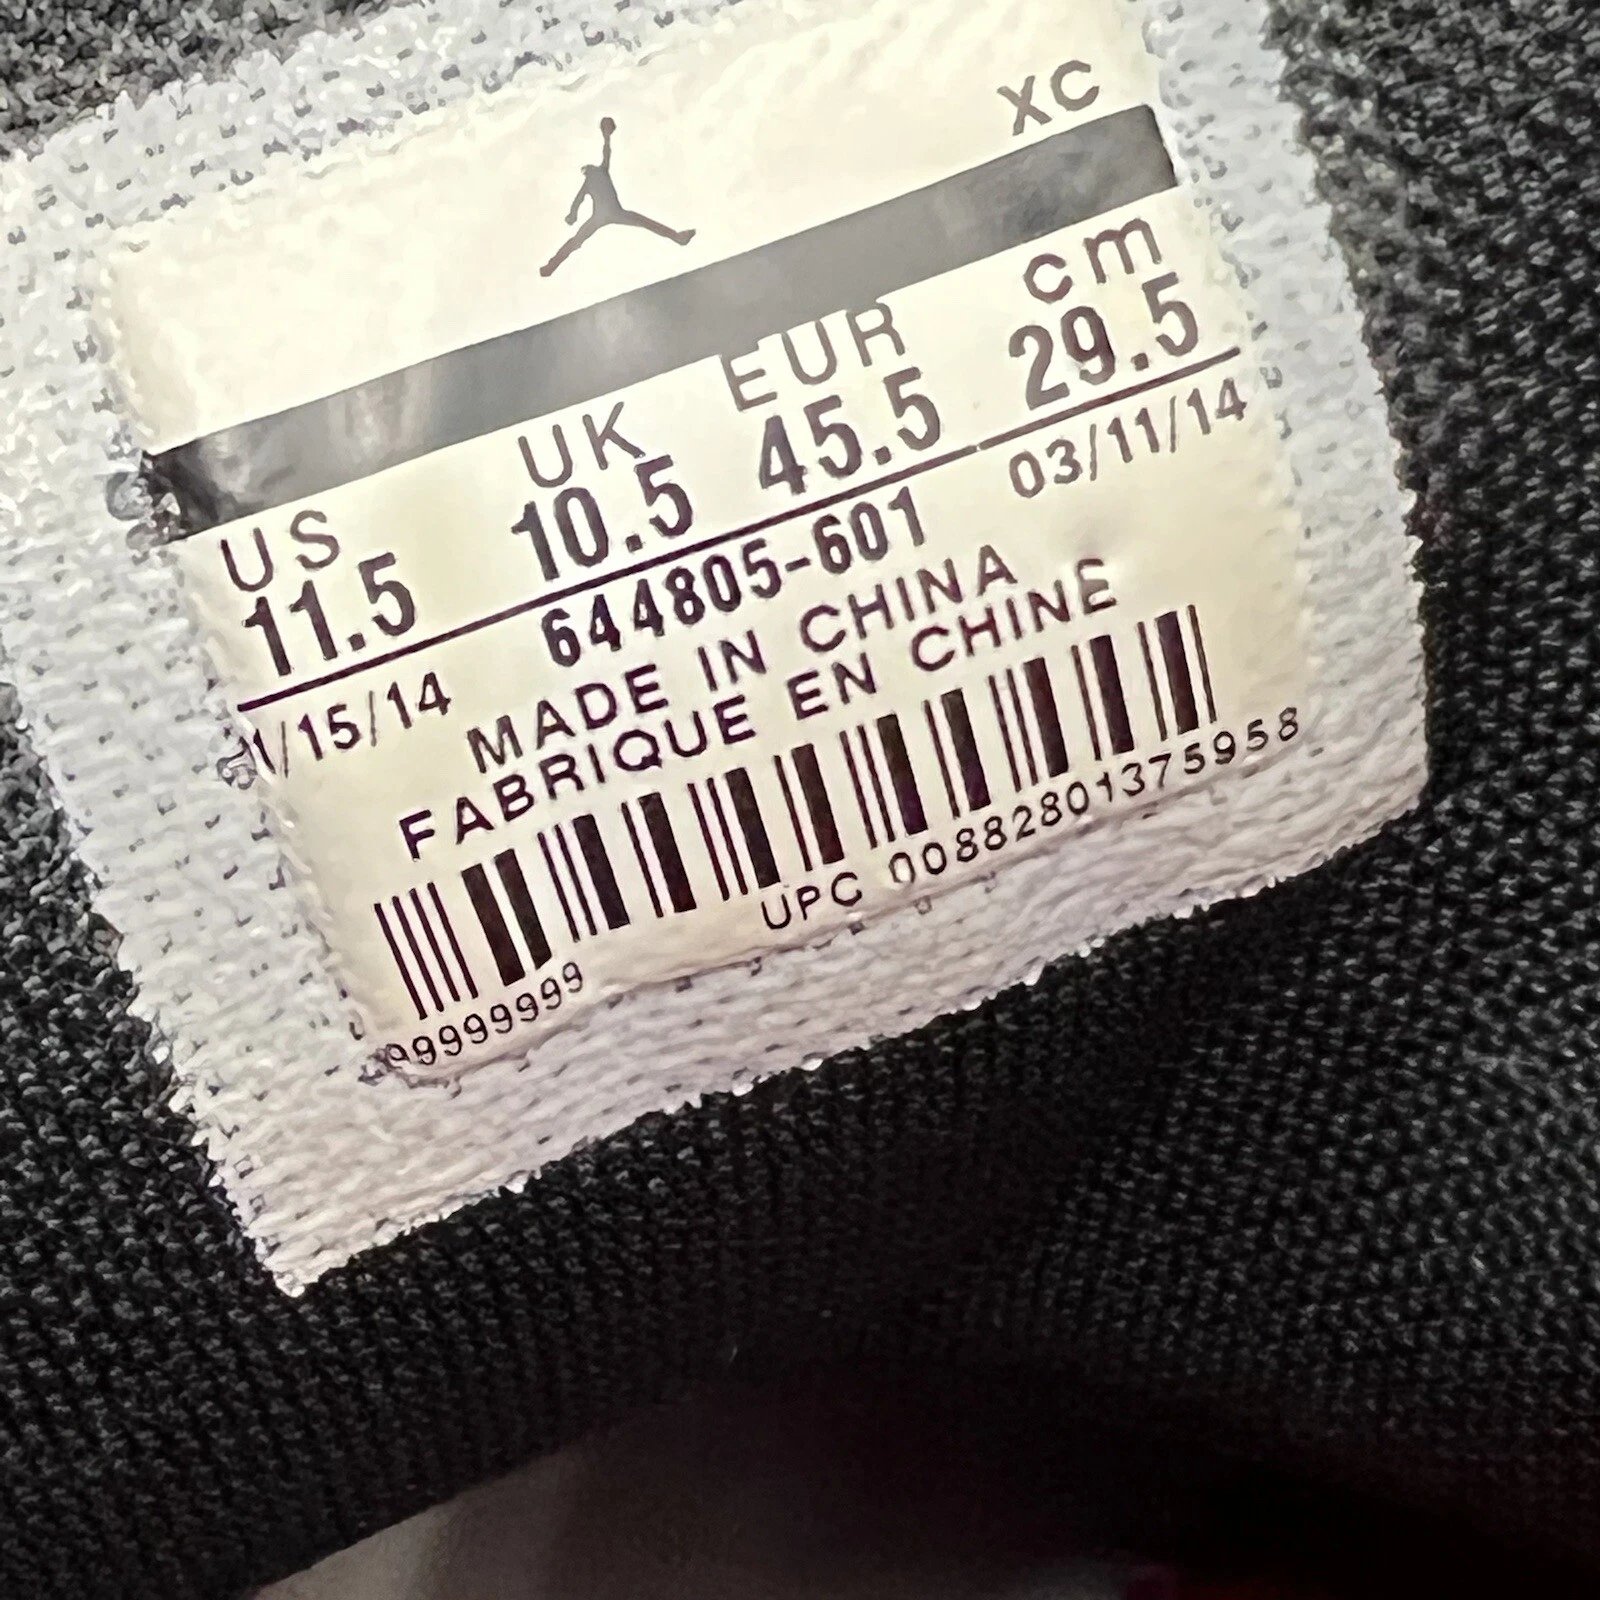 XC
US UK EUR cm
11.5 10.5 45.5 29.5
/15/14 644805-601 03/11/14
MADE IN CHINA
FABRIQUE EN CHINE
UPC 00882801375958
99999999